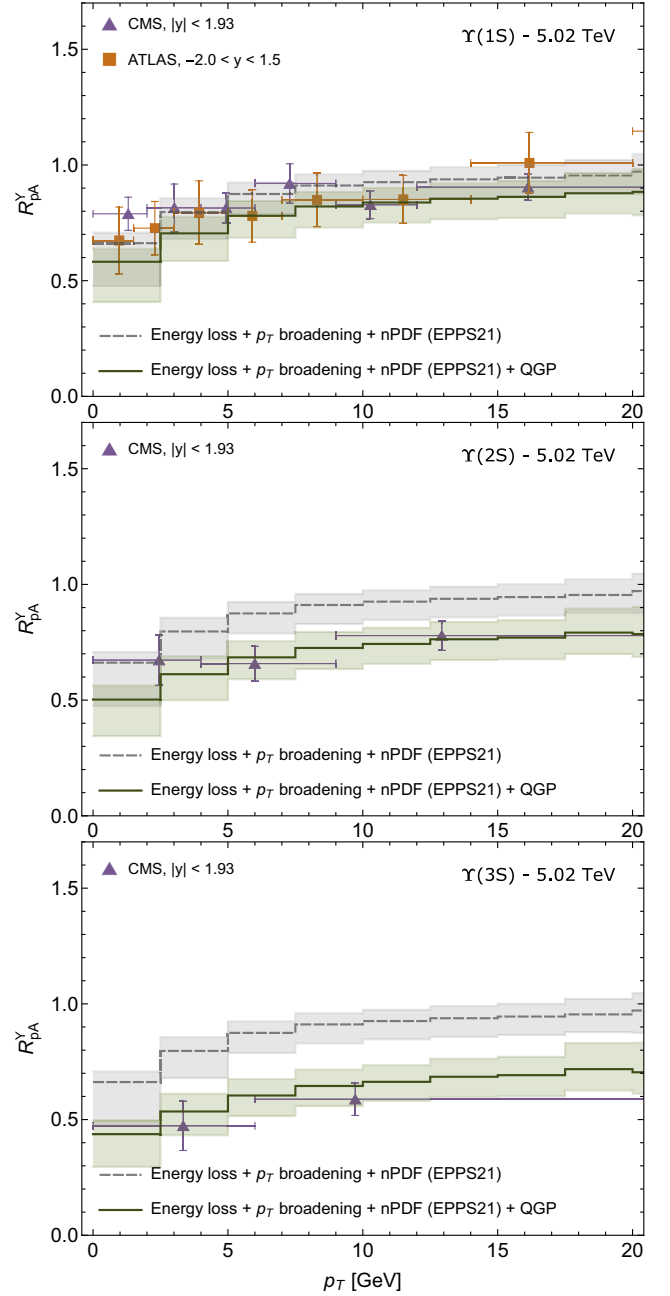 CMS, |y| < 1.93
ϒ(1S) - 5.02 TeV
ATLAS, −2.0 < y < 1.5
1.5
1.0
0.5
0.0
R_pA^ϒ
Energy loss + p_T broadening + nPDF (EPPS21)
Energy loss + p_T broadening + nPDF (EPPS21) + QGP
0 5 10 15 20
CMS, |y| < 1.93
ϒ(2S) - 5.02 TeV
1.5
1.0
0.5
0.0
R_pA^ϒ
Energy loss + p_T broadening + nPDF (EPPS21)
Energy loss + p_T broadening + nPDF (EPPS21) + QGP
0 5 10 15 20
CMS, |y| < 1.93
ϒ(3S) - 5.02 TeV
1.5
1.0
0.5
0.0
R_pA^ϒ
Energy loss + p_T broadening + nPDF (EPPS21)
Energy loss + p_T broadening + nPDF (EPPS21) + QGP
0 5 10 15 20
p_T [GeV]